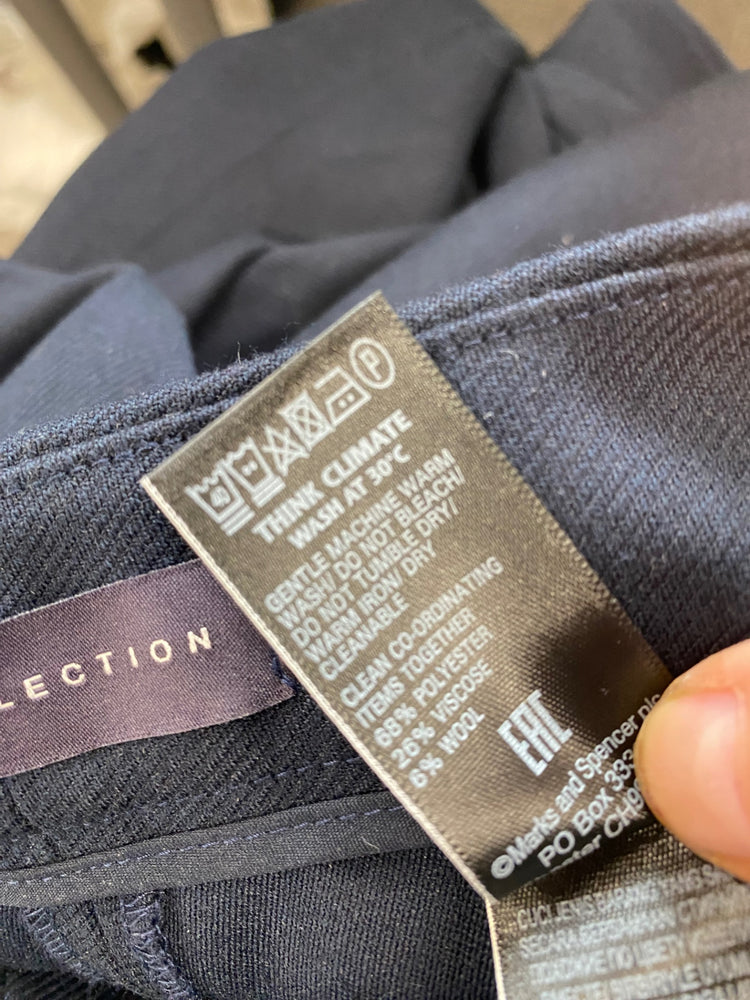 LECTION
40
P
THINK CLIMATE
WASH AT 30°C
GENTLE MACHINE WARM
WASH/ DO NOT BLEACH/
DO NOT TUMBLE DRY/
WARM IRON/ DRY
CLEANABLE
CLEAN CO-ORDINATING
ITEMS TOGETHER
68% POLYESTER
26% VISCOSE
6% WOOL
EAC
©Marks and Spencer plc
PO Box 333